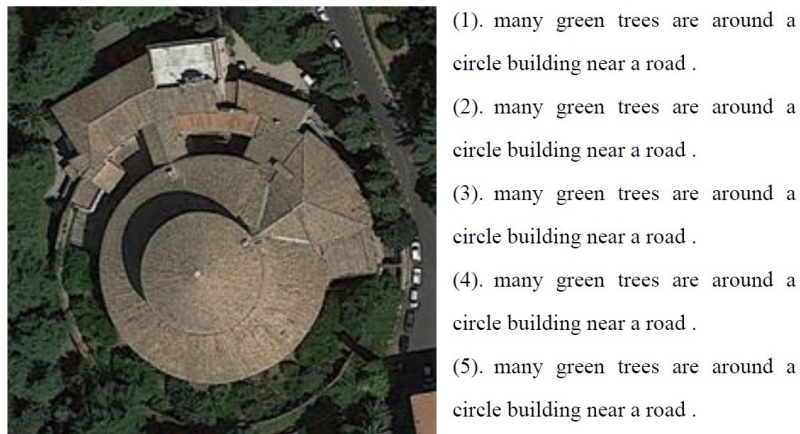 (1). many green trees are around a
circle building near a road .
(2). many green trees are around a
circle building near a road .
(3). many green trees are around a
circle building near a road .
(4). many green trees are around a
circle building near a road .
(5). many green trees are around a
circle building near a road .